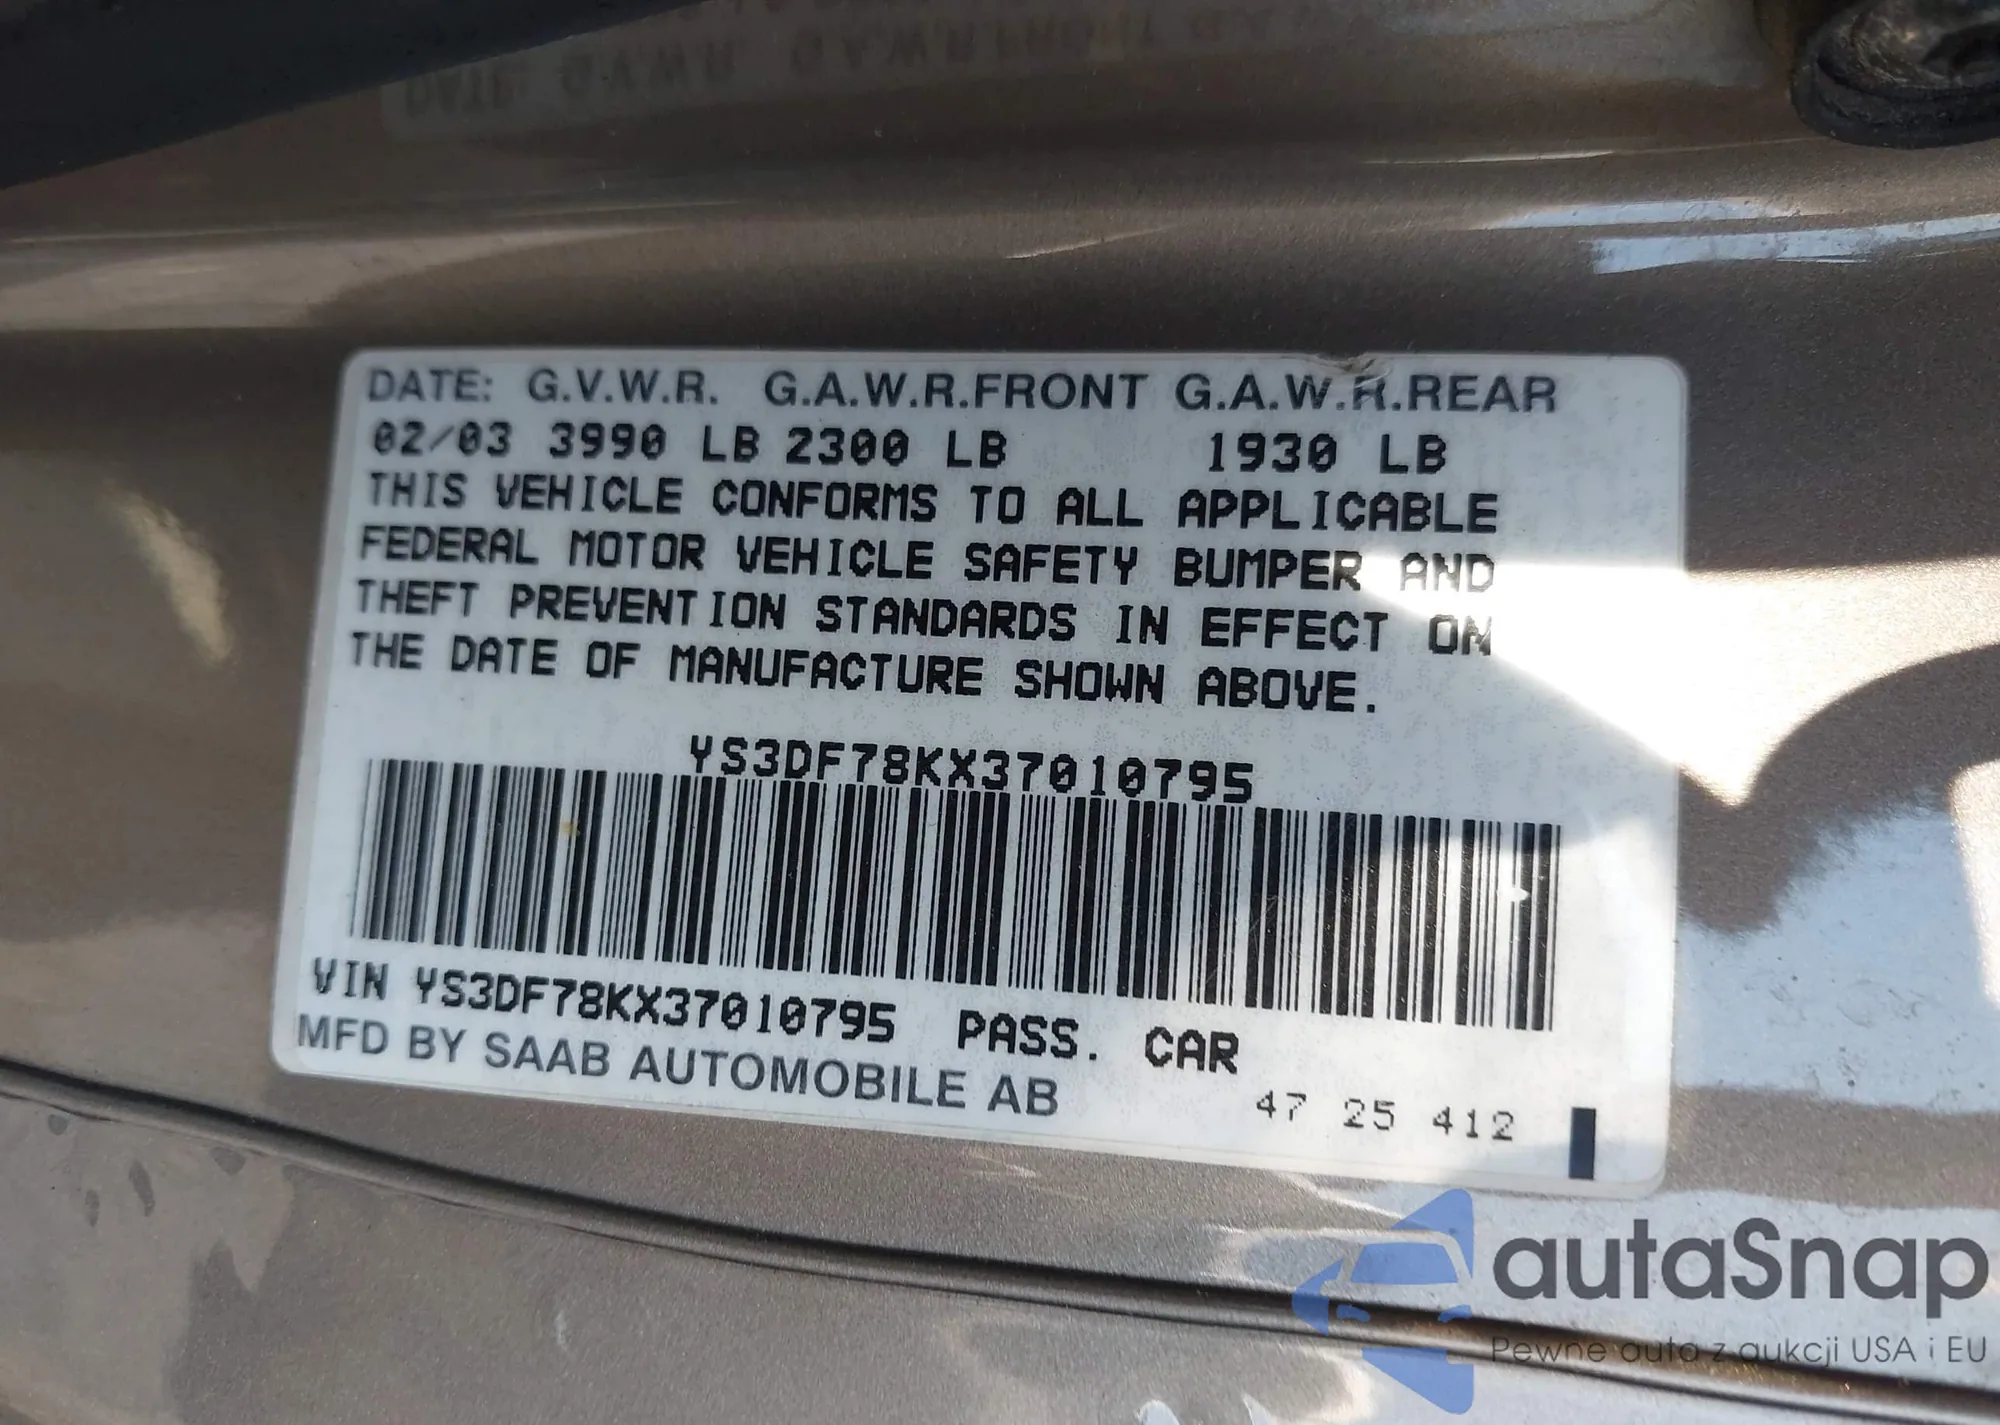 DATE: G.V.W.R. G.A.W.R.FRONT G.A.W.R.REAR
02/03 3990 LB 2300 LB 1930 LB
THIS VEHICLE CONFORMS TO ALL APPLICABLE
FEDERAL MOTOR VEHICLE SAFETY BUMPER AND
THEFT PREVENTION STANDARDS IN EFFECT ON
THE DATE OF MANUFACTURE SHOWN ABOVE.
YS3DF78KX37010795
VIN YS3DF78KX37010795 PASS. CAR
MFD BY SAAB AUTOMOBILE AB
47 25 412
autaSnap
Pewne auta z aukcji USA i EU